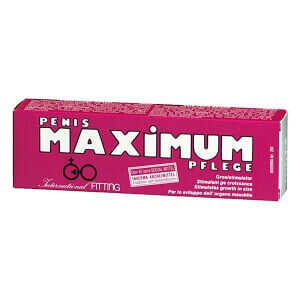 PENIS
MAXiMUM
PFLEGE
International FITTING
Groeistimulator
Stimulant de croissance
Stimulates growth in size
Per lo sviluppo dell'organo maschile